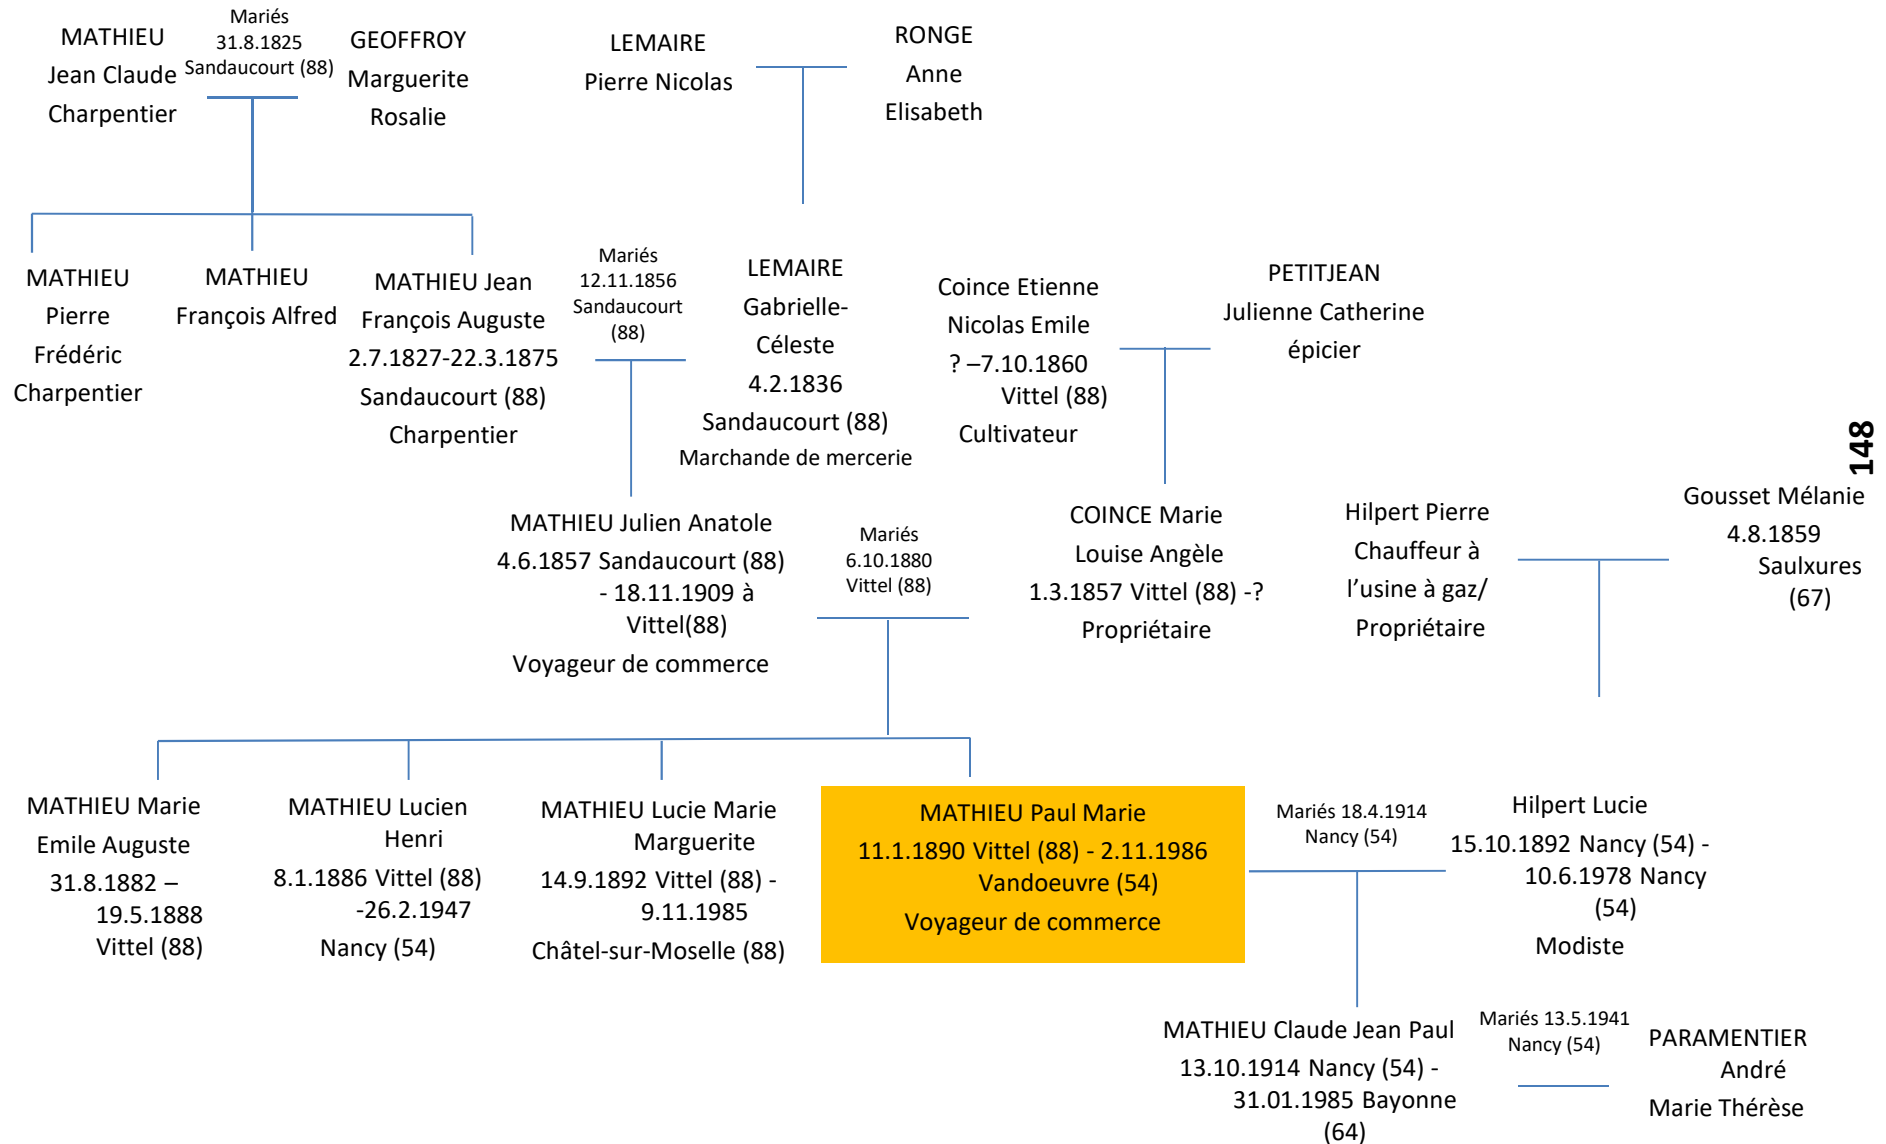 MATHIEU
Jean Claude
Charpentier
Mariés
31.8.1825
Sandaucourt (88)
GEOFFROY
Marguerite
Rosalie
LEMAIRE
Pierre Nicolas
RONGE
Anne
Elisabeth
MATHIEU
Pierre
Frédéric
Charpentier
MATHIEU
François Alfred
MATHIEU Jean
François Auguste
2.7.1827-22.3.1875
Sandaucourt (88)
Charpentier
Mariés
12.11.1856
Sandaucourt
(88)
LEMAIRE
Gabrielle-
Céleste
4.2.1836
Sandaucourt (88)
Marchande de mercerie
Coince Etienne
Nicolas Emile
? –7.10.1860
Vittel (88)
Cultivateur
PETITJEAN
Julienne Catherine
épicier
148
MATHIEU Julien Anatole
4.6.1857 Sandaucourt (88)
- 18.11.1909 à
Vittel(88)
Voyageur de commerce
Mariés
6.10.1880
Vittel (88)
COINCE Marie
Louise Angèle
1.3.1857 Vittel (88) -?
Propriétaire
Hilpert Pierre
Chauffeur à
l’usine à gaz/
Propriétaire
Gousset Mélanie
4.8.1859
Saulxures
(67)
MATHIEU Marie
Emile Auguste
31.8.1882 –
19.5.1888
Vittel (88)
MATHIEU Lucien
Henri
8.1.1886 Vittel (88)
-26.2.1947
Nancy (54)
MATHIEU Lucie Marie
Marguerite
14.9.1892 Vittel (88) -
9.11.1985
Châtel-sur-Moselle (88)
MATHIEU Paul Marie
11.1.1890 Vittel (88) - 2.11.1986
Vandoeuvre (54)
Voyageur de commerce
Mariés 18.4.1914
Nancy (54)
Hilpert Lucie
15.10.1892 Nancy (54) -
10.6.1978 Nancy
(54)
Modiste
MATHIEU Claude Jean Paul
13.10.1914 Nancy (54) -
31.01.1985 Bayonne
(64)
Mariés 13.5.1941
Nancy (54)
PARAMENTIER
André
Marie Thérèse